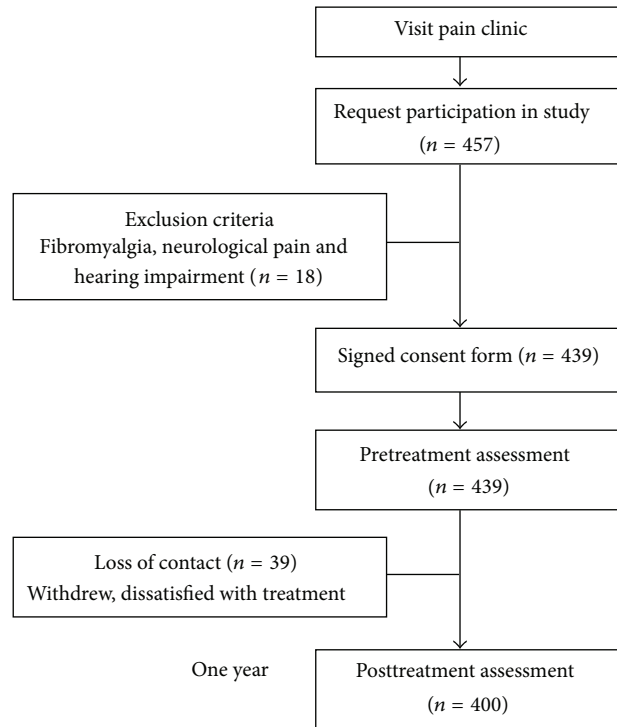 Visit pain clinic
Request participation in study
(n = 457)
Exclusion criteria
Fibromyalgia, neurological pain and
hearing impairment (n = 18)
Signed consent form (n = 439)
Pretreatment assessment
(n = 439)
Loss of contact (n = 39)
Withdrew, dissatisfied with treatment
One year
Posttreatment assessment
(n = 400)